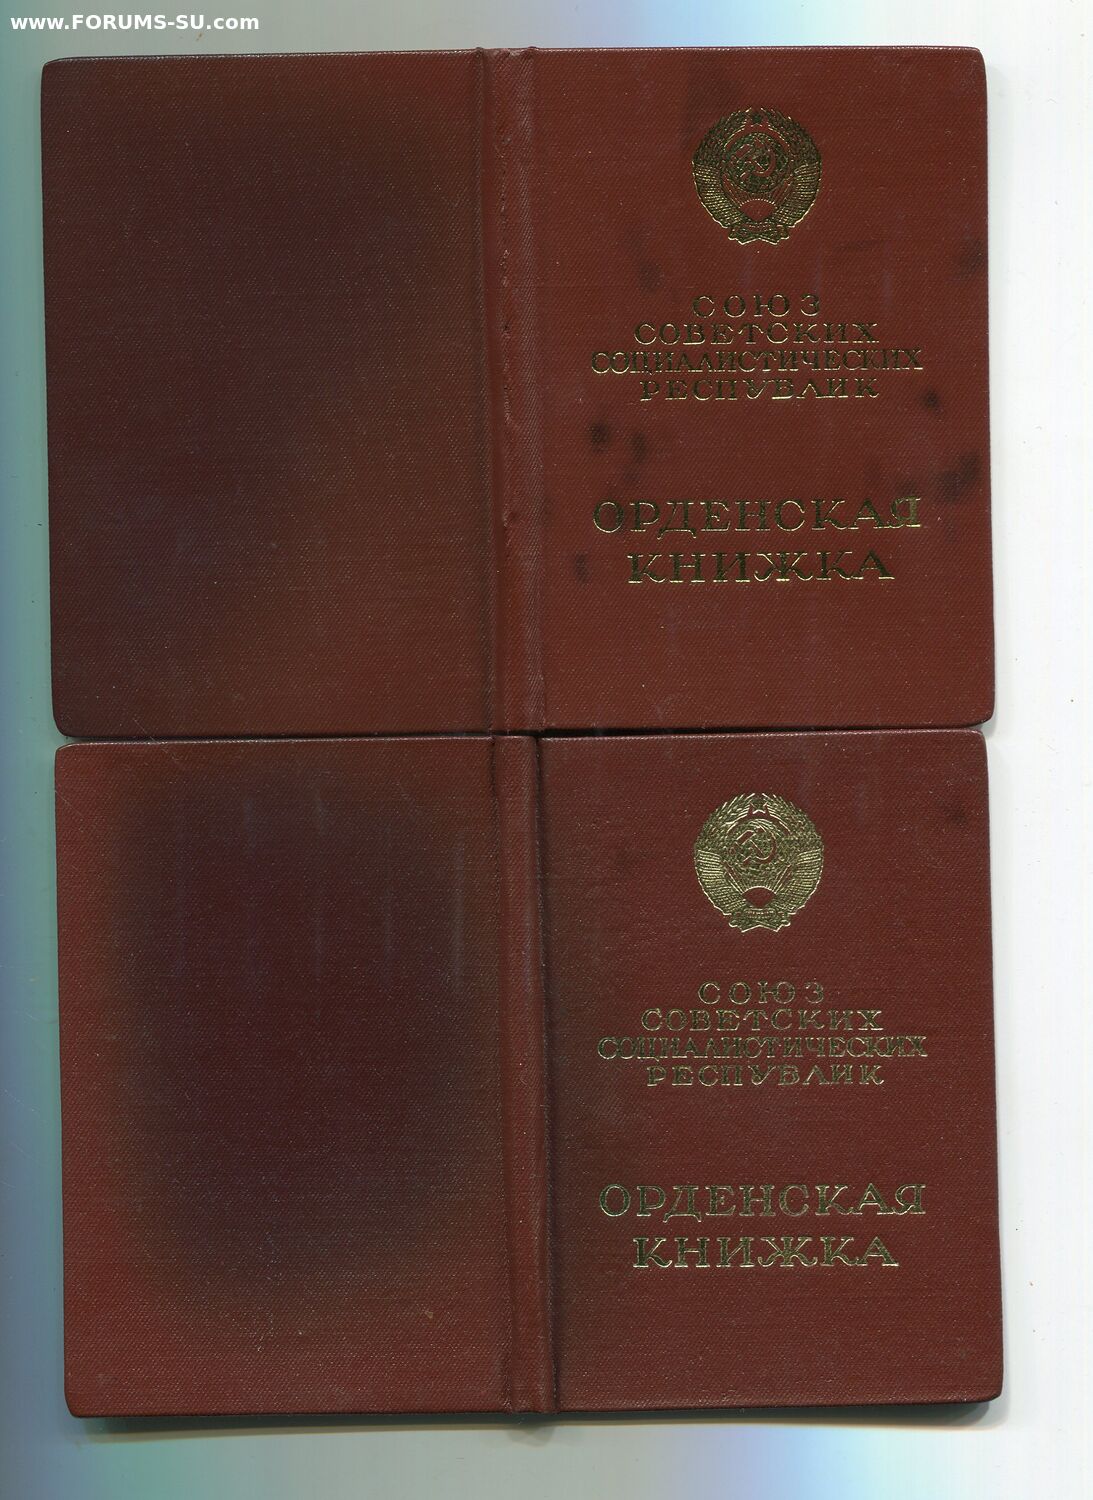 www.FORUMS-SU.com
СОЮЗ
СОВЕТСКИХ
СОЦИАЛИСТИЧЕСКИХ
РЕСПУБЛИК
ОРДЕНСКАЯ
КНИЖКА
СОЮЗ
СОВЕТСКИХ
СОЦИАЛИСТИЧЕСКИХ
РЕСПУБЛИК
ОРДЕНСКАЯ
КНИЖКА